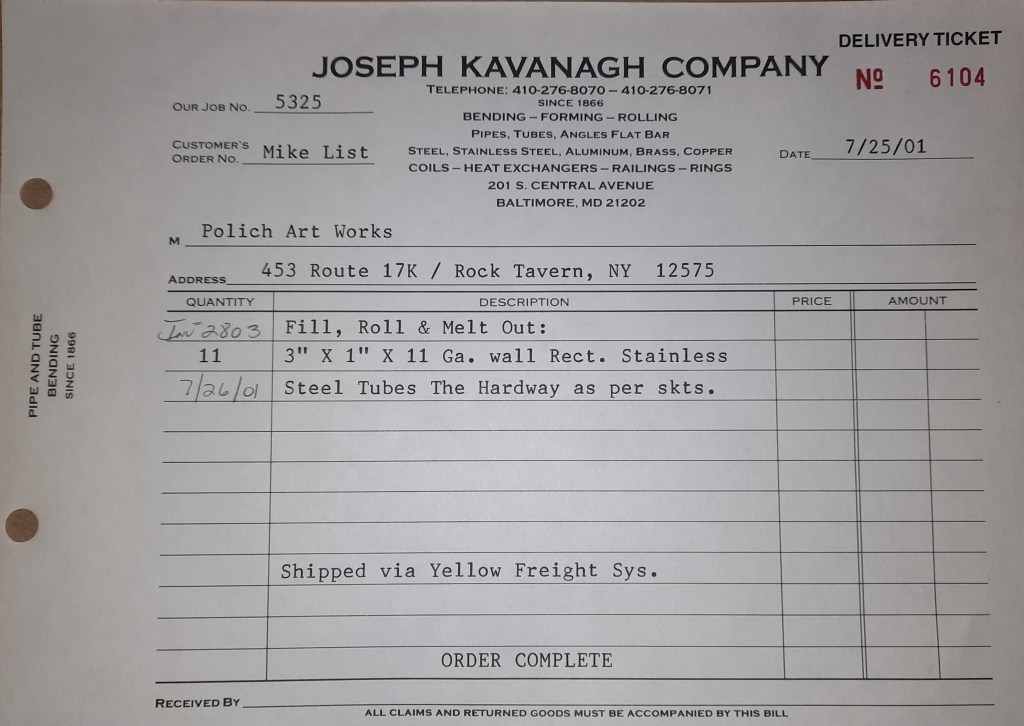 DELIVERY TICKET
JOSEPH KAVANAGH COMPANY
Nº 6104
TELEPHONE: 410-276-8070 – 410-276-8071
SINCE 1866
OUR JOB NO. 5325
BENDING – FORMING – ROLLING
PIPES, TUBES, ANGLES FLAT BAR
CUSTOMER'S
ORDER NO. Mike List
STEEL, STAINLESS STEEL, ALUMINUM, BRASS, COPPER
DATE 7/25/01
COILS – HEAT EXCHANGERS – RAILINGS – RINGS
201 S. CENTRAL AVENUE
BALTIMORE, MD 21202
M Polich Art Works
ADDRESS 453 Route 17K / Rock Tavern, NY 12575
QUANTITY DESCRIPTION PRICE AMOUNT
Inv 2803 Fill, Roll & Melt Out:
11 3" X 1" X 11 Ga. wall Rect. Stainless
7/26/01 Steel Tubes The Hardway as per skts.
PIPE AND TUBE
BENDING
SINCE 1866
Shipped via Yellow Freight Sys.
ORDER COMPLETE
RECEIVED BY
ALL CLAIMS AND RETURNED GOODS MUST BE ACCOMPANIED BY THIS BILL